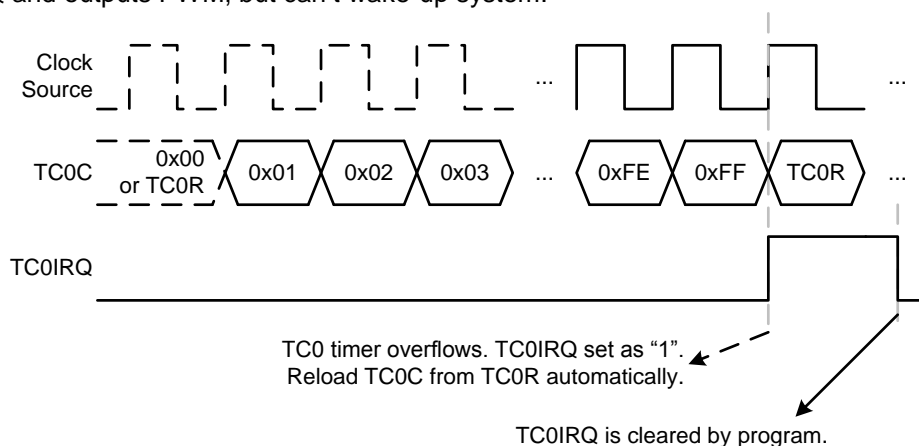 and outputs PWM, but can't wake-up system.
Clock
Source
...
...
TC0C
0x00
or TC0R
0x01
0x02
0x03
...
0xFE
0xFF
TC0R
...
TC0IRQ
TC0 timer overflows. TC0IRQ set as “1”.
Reload TC0C from TC0R automatically.
TC0IRQ is cleared by program.